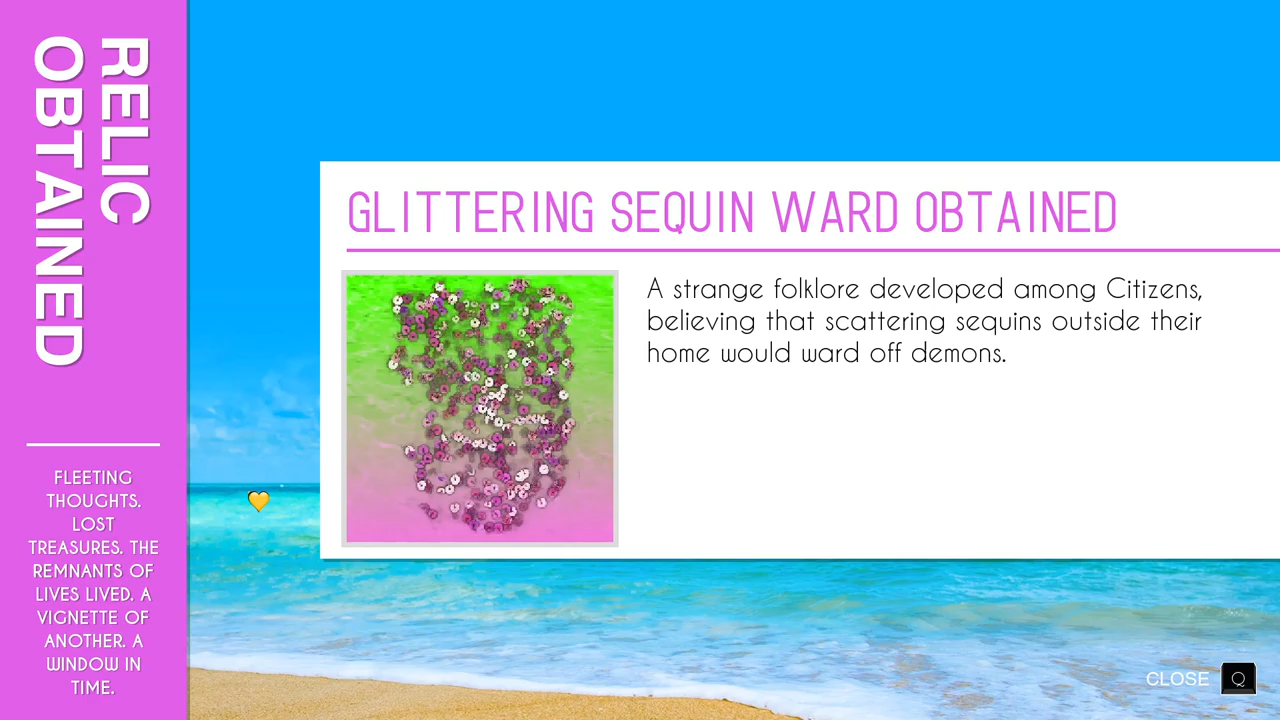 RELIC
OBTAINED
FLEETING
THOUGHTS.
LOST
TREASURES. THE
REMNANTS OF
LIVES LIVED. A
VIGNETTE OF
ANOTHER. A
WINDOW IN
TIME.
GLITTERING SEQUIN WARD OBTAINED
A strange folklore developed among Citizens,
believing that scattering sequins outside their
home would ward off demons.
CLOSE Q